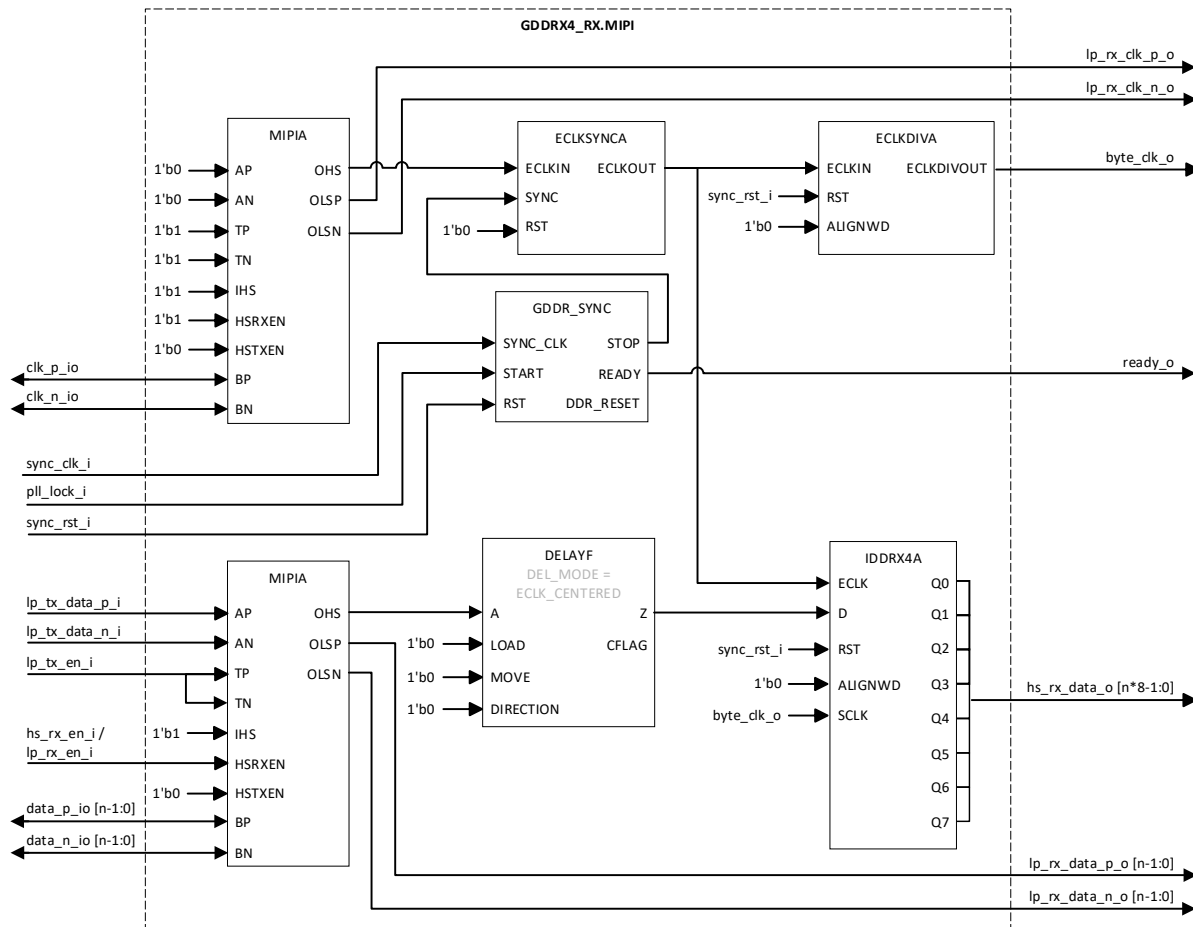 GDDRX4_RX.MIPI
lp_rx_clk_p_o
lp_rx_clk_n_o
MIPIA
1'b0
AP
OHS
1'b0
AN
OLSP
1'b1
TP
OLSN
1'b1
TN
1'b1
IHS
1'b1
HSRXEN
1'b0
HSTXEN
clk_p_io
BP
clk_n_io
BN
ECLKSYNCA
ECLKIN
ECLKOUT
SYNC
1'b0
RST
ECLKDIVA
ECLKIN
ECLKDIVOUT
byte_clk_o
sync_rst_i
RST
1'b0
ALIGNWD
GDDR_SYNC
SYNC_CLK
STOP
START
READY
ready_o
RST
DDR_RESET
sync_clk_i
pll_lock_i
sync_rst_i
MIPIA
lp_tx_data_p_i
AP
OHS
lp_tx_data_n_i
AN
OLSP
lp_tx_en_i
TP
OLSN
TN
hs_rx_en_i /
1'b1
IHS
lp_rx_en_i
HSRXEN
1'b0
HSTXEN
data_p_io [n-1:0]
BP
data_n_io [n-1:0]
BN
DELAYF
DEL_MODE =
ECLK_CENTERED
A
Z
1'b0
LOAD
CFLAG
1'b0
MOVE
1'b0
DIRECTION
IDDRX4A
ECLK
Q0
D
Q1
sync_rst_i
RST
Q2
1'b0
ALIGNWD
Q3
byte_clk_o
SCLK
Q4
Q5
Q6
Q7
hs_rx_data_o [n*8-1:0]
lp_rx_data_p_o [n-1:0]
lp_rx_data_n_o [n-1:0]